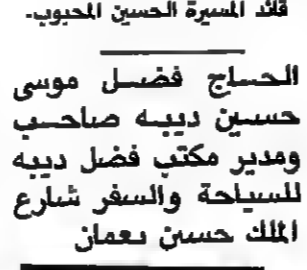 قائد المسيرة الحسين المحبوب.
الحاج فضل موسى
حسين ديبه صاحب
ومدير مكتب فضل ديبه
للسياحة والسفر شارع
الملك حسين بعمان